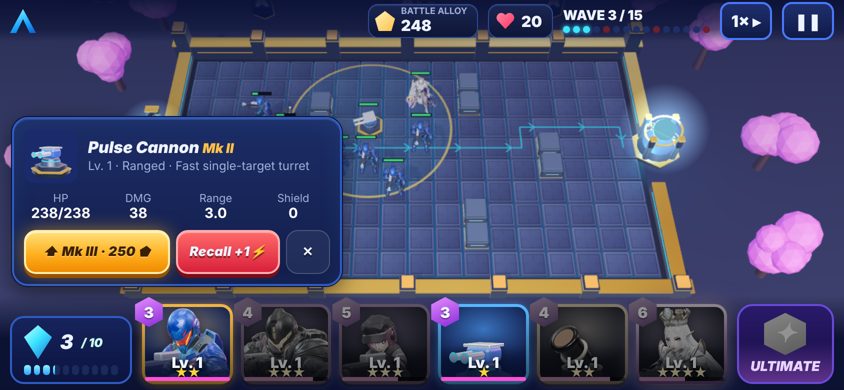 BATTLE ALLOY
248
20
WAVE 3 / 15
1×
Pulse Cannon Mk II
Lv. 1 · Ranged · Fast single-target turret
HP DMG Range Shield
238/238 38 3.0 0
Mk III · 250
Recall +1
×
3 / 10
3 4 5 3 4 6
Lv. 1 Lv. 1 Lv. 1 Lv. 1 Lv. 1 Lv. 1
ULTIMATE